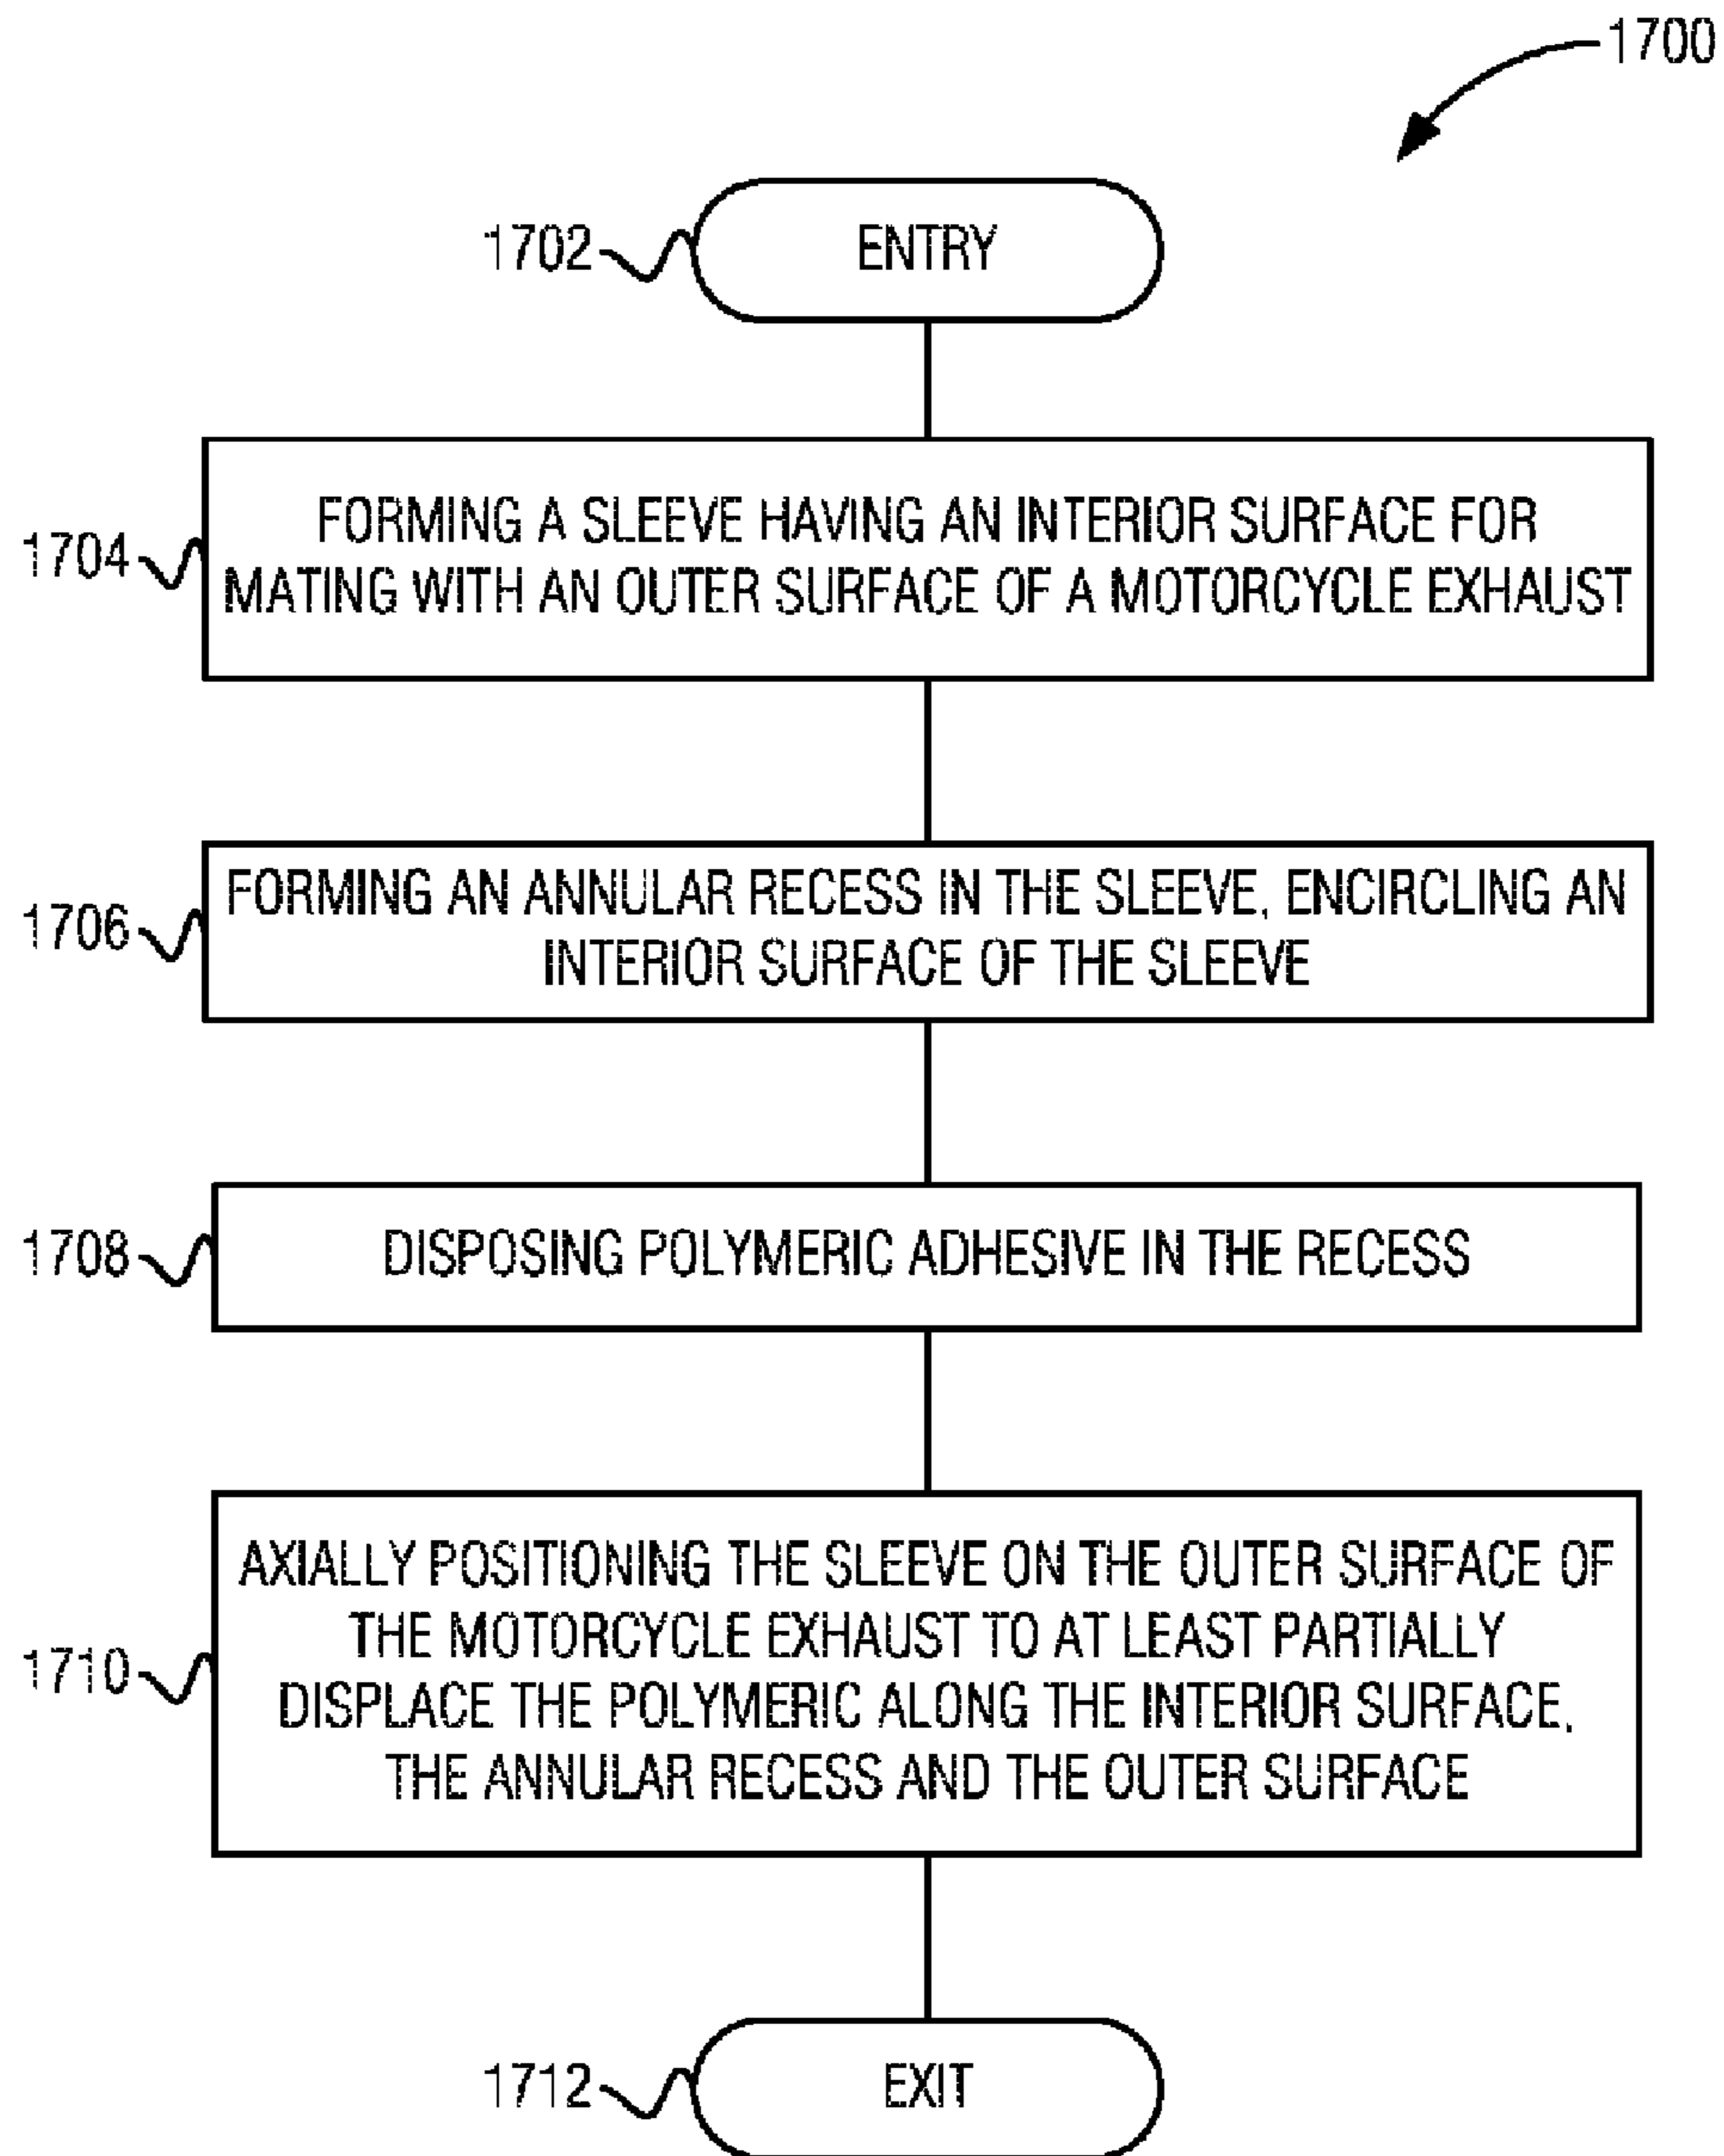 1700
1702
ENTRY
1704
FORMING A SLEEVE HAVING AN INTERIOR SURFACE FOR
MATING WITH AN OUTER SURFACE OF A MOTORCYCLE EXHAUST
1706
FORMING AN ANNULAR RECESS IN THE SLEEVE, ENCIRCLING AN
INTERIOR SURFACE OF THE SLEEVE
1708
DISPOSING POLYMERIC ADHESIVE IN THE RECESS
1710
AXIALLY POSITIONING THE SLEEVE ON THE OUTER SURFACE OF
THE MOTORCYCLE EXHAUST TO AT LEAST PARTIALLY
DISPLACE THE POLYMERIC ALONG THE INTERIOR SURFACE,
THE ANNULAR RECESS AND THE OUTER SURFACE
1712
EXIT